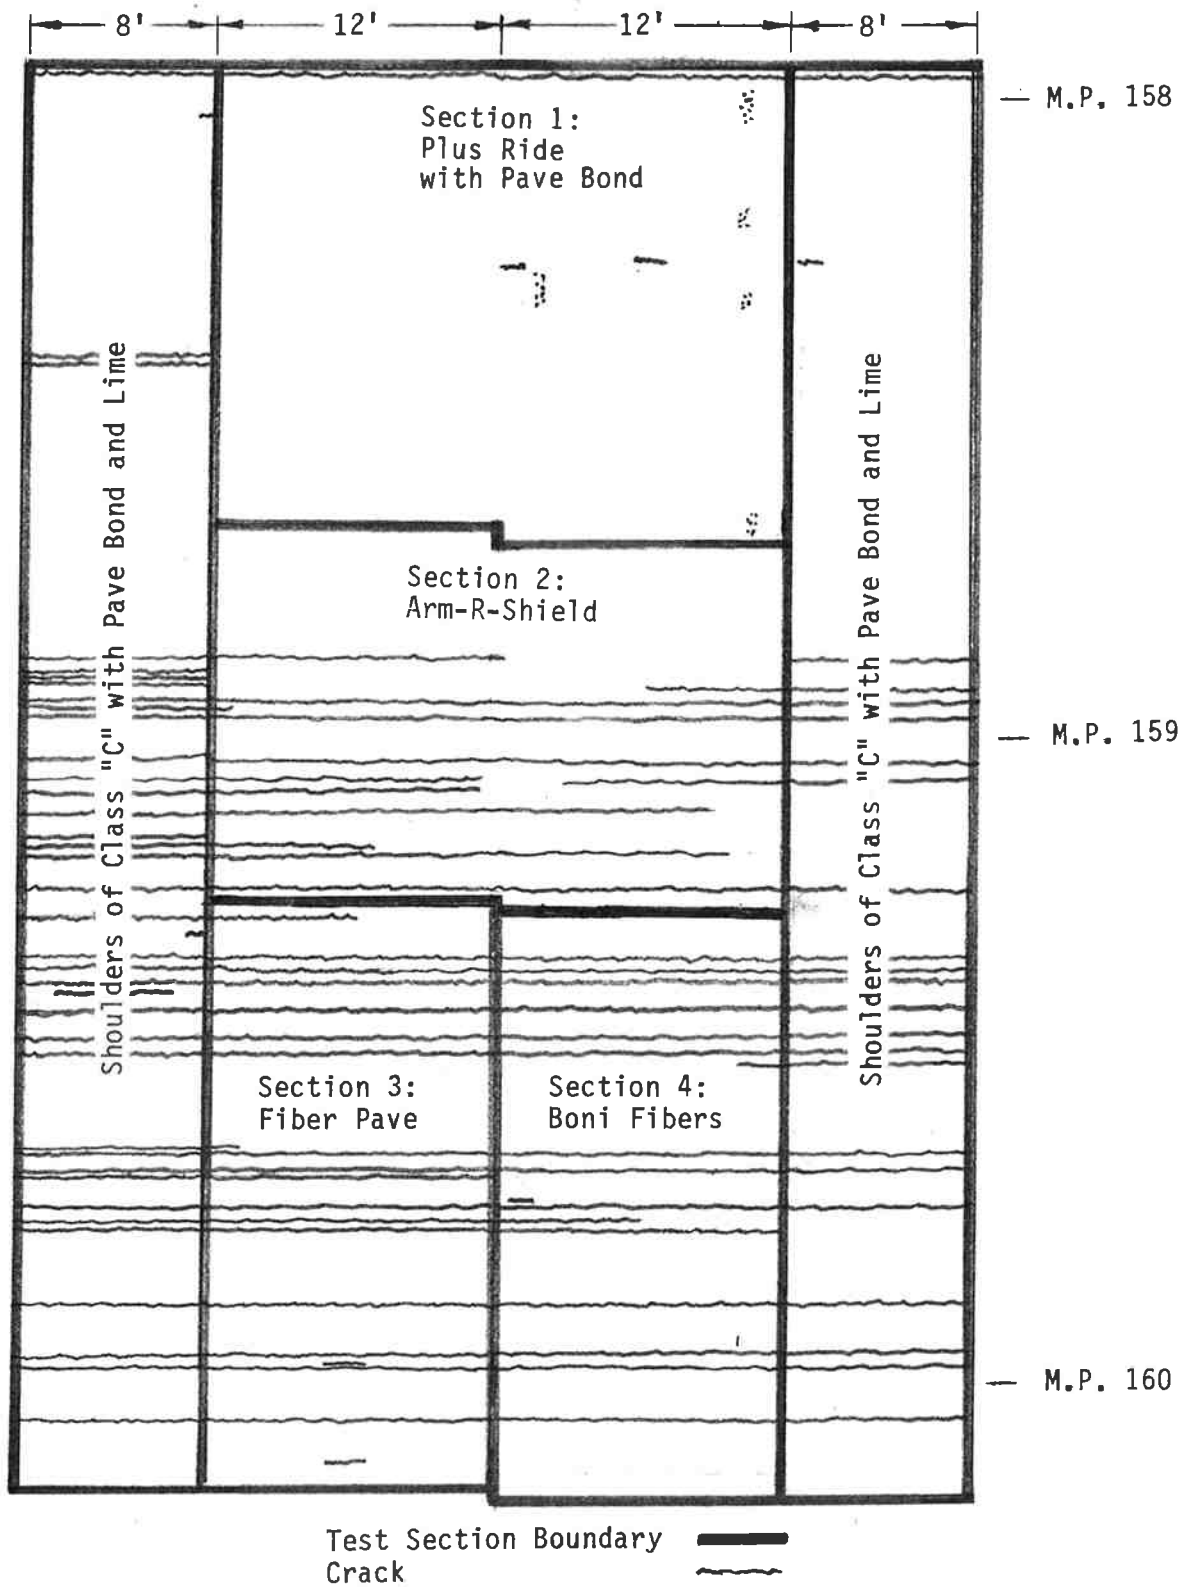 8' 12' 12' 8'
M.P. 158
Section 1:
Plus Ride
with Pave Bond
Shoulders of Class "C" with Pave Bond and Lime
Shoulders of Class "C" with Pave Bond and Lime
Section 2:
Arm-R-Shield
M.P. 159
Section 3:
Fiber Pave
Section 4:
Boni Fibers
M.P. 160
Test Section Boundary
Crack